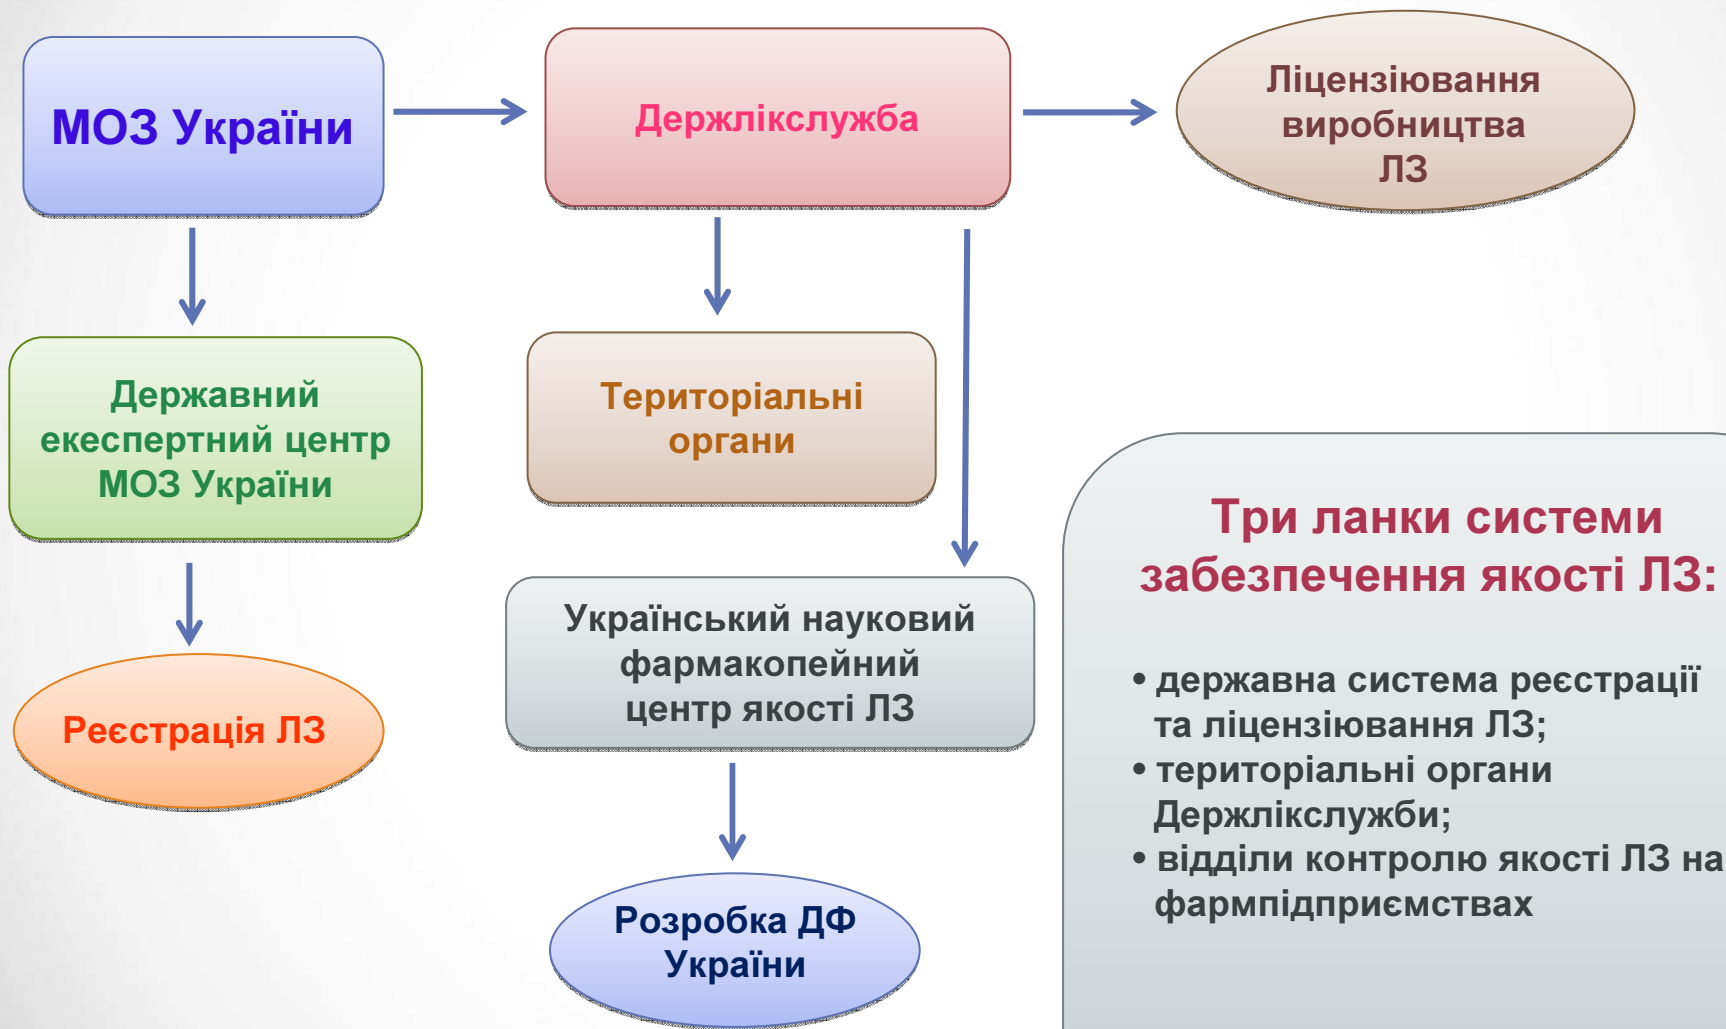 МОЗ України
Держлікслужба
Ліцензіювання
виробництва
ЛЗ
Державний
екеспертний центр
МОЗ України
Територіальні
органи
Український науковий
фармакопейний
центр якості ЛЗ
Реєстрація ЛЗ
Розробка ДФ
України
Три ланки системи
забезпечення якості ЛЗ:
• державна система реєстрації
та ліцензіювання ЛЗ;
• територіальні органи
Держлікслужби;
• відділи контролю якості ЛЗ на
фармпідприємствах